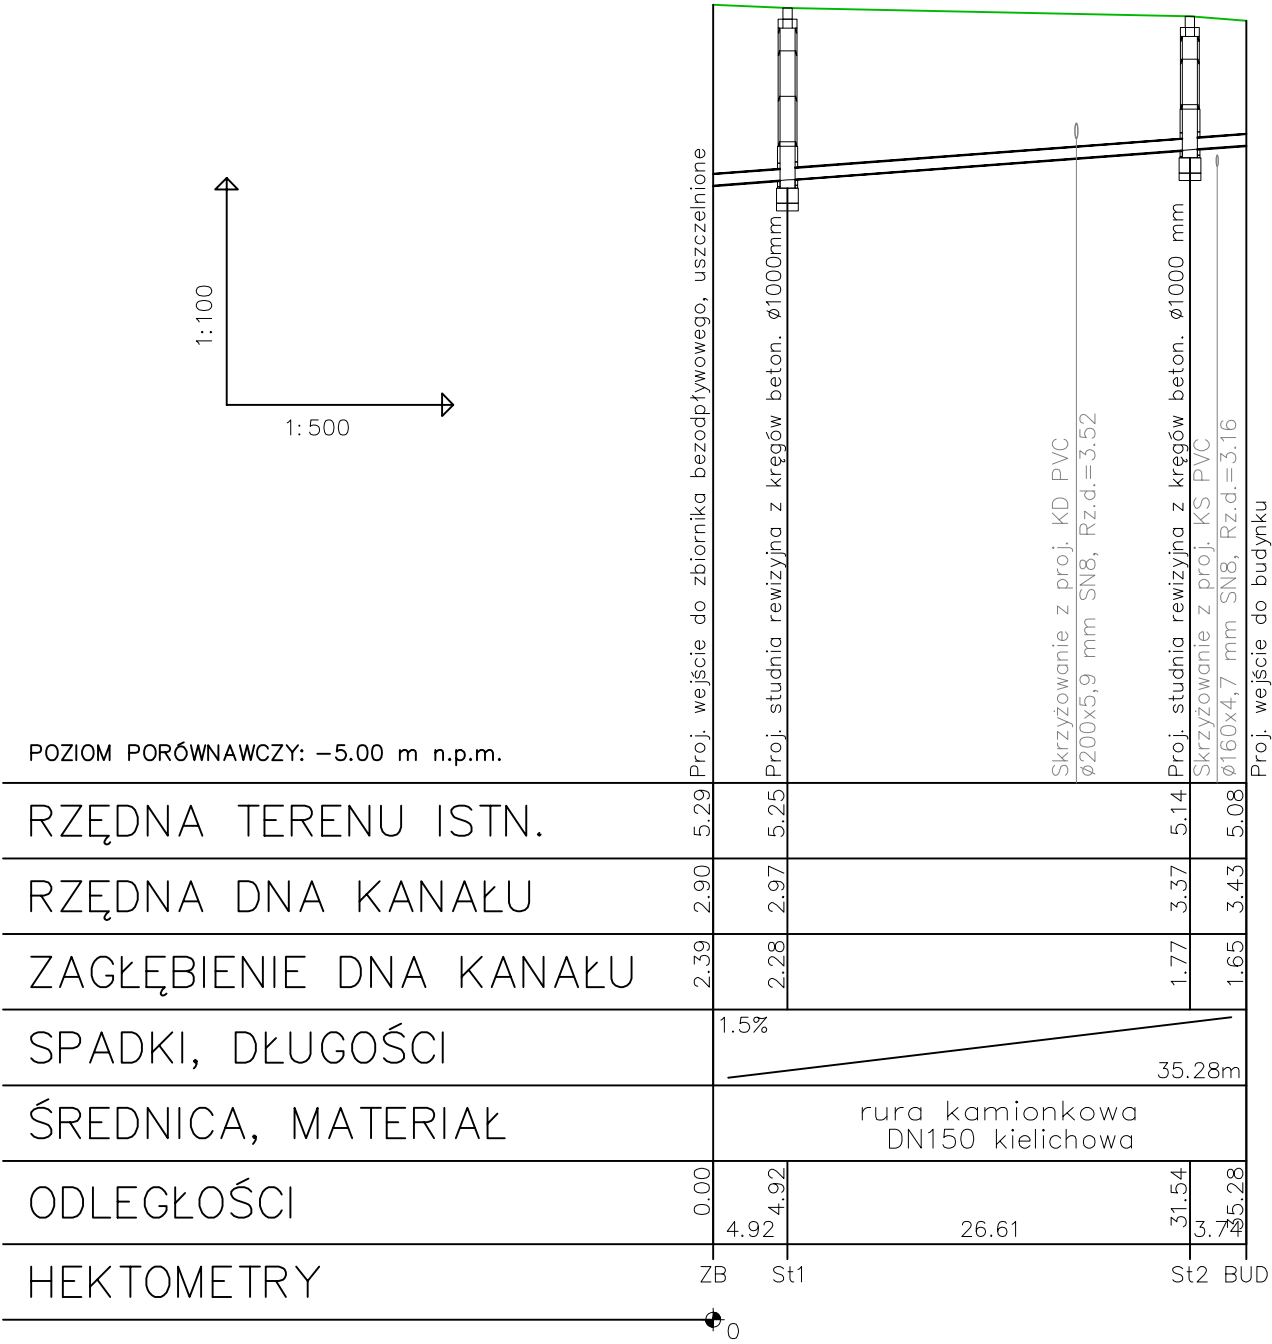 1:100
1:500
Proj. wejście do zbiornika bezodpływowego, uszczelnione
Proj. studnia rewizyjna z kręgów beton. ø1000mm
Skrzyżowanie z proj. KD PVC
ø200x5,9 mm SN8, Rz.d.=3.52
Proj. studnia rewizyjna z kręgów beton. ø1000 mm
Skrzyżowanie z proj. KS PVC
ø160x4,7 mm SN8, Rz.d.=3.16
Proj. wejście do budynku
POZIOM PORÓWNAWCZY: −5.00 m n.p.m.
RZĘDNA TERENU ISTN. 5.29 5.25 5.14 5.08
RZĘDNA DNA KANAŁU 2.90 2.97 3.37 3.43
ZAGŁĘBIENIE DNA KANAŁU 2.39 2.28 1.77 1.65
SPADKI, DŁUGOŚCI 1.5% 35.28m
ŚREDNICA, MATERIAŁ
rura kamionkowa
DN150 kielichowa
ODLEGŁOŚCI 0.00 4.92 31.54 35.28
4.92 26.61 3.74
HEKTOMETRY ZB St1 St2 BUD
0